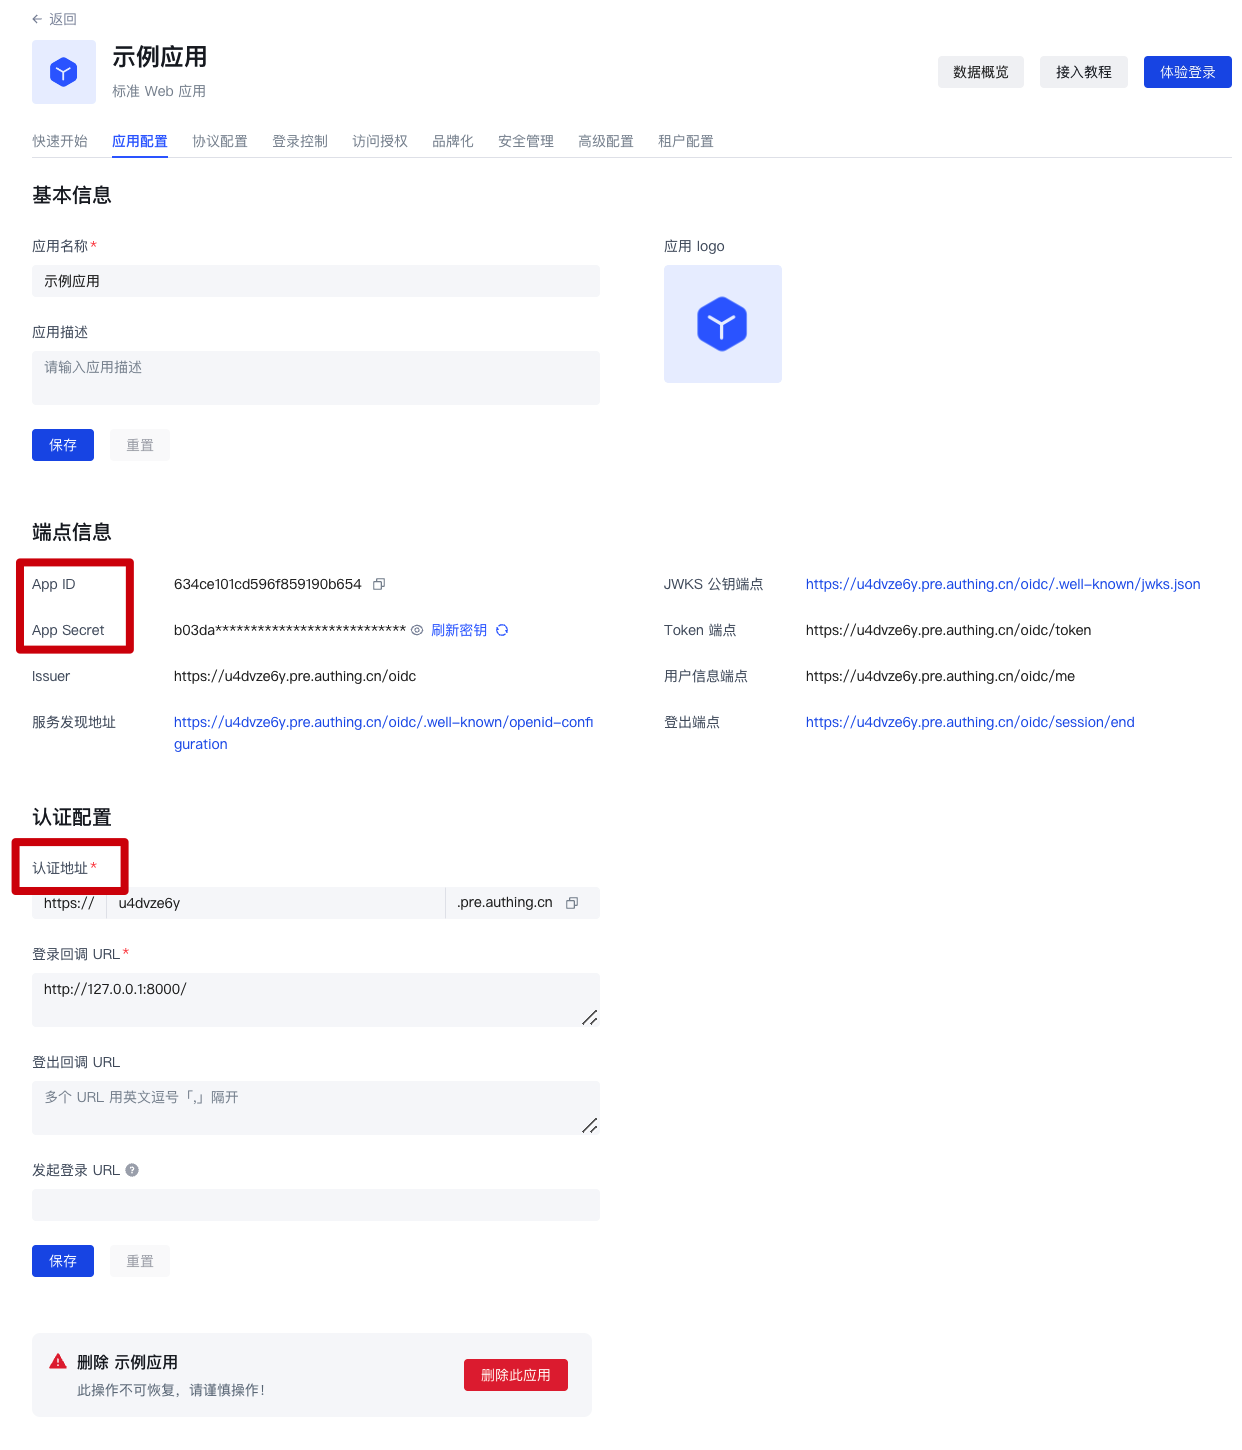 返回
示例应用
标准 Web 应用
数据概览
接入教程
体验登录
快速开始
应用配置
协议配置
登录控制
访问授权
品牌化
安全管理
高级配置
租户配置
基本信息
应用名称*
应用 logo
示例应用
应用描述
请输入应用描述
保存
重置
端点信息
App ID
634ce101cd596f859190b654
JWKS 公钥端点
https://u4dvze6y.pre.authing.cn/oidc/.well-known/jwks.json
App Secret
b03da***************************
刷新密钥
Token 端点
https://u4dvze6y.pre.authing.cn/oidc/token
Issuer
https://u4dvze6y.pre.authing.cn/oidc
用户信息端点
https://u4dvze6y.pre.authing.cn/oidc/me
服务发现地址
https://u4dvze6y.pre.authing.cn/oidc/.well-known/openid-confi
guration
登出端点
https://u4dvze6y.pre.authing.cn/oidc/session/end
认证配置
认证地址*
https://
u4dvze6y
.pre.authing.cn
登录回调 URL*
http://127.0.0.1:8000/
登出回调 URL
多个 URL 用英文逗号「,」隔开
发起登录 URL
保存
重置
删除 示例应用
此操作不可恢复，请谨慎操作！
删除此应用